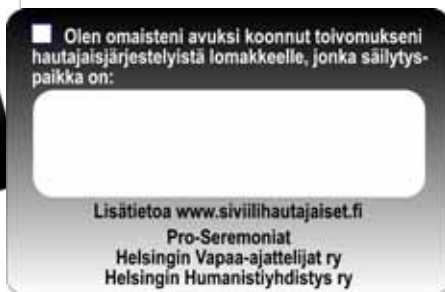 Olen omaisteni avuksi koonnut toivomukseni
hautajaisjärjestelyistä lomakkeelle, jonka säilytys-
paikka on:
Lisätietoa www.siviilihautajaiset.fi
Pro-Seremoniat
Helsingin Vapaa-ajattelijat ry
Helsingin Humanistiyhdistys ry